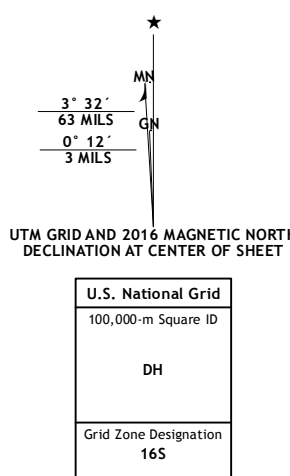 MN
3° 32´
63 MILS
GN
0° 12´
3 MILS
UTM GRID AND 2016 MAGNETIC NORTH
DECLINATION AT CENTER OF SHEET
U.S. National Grid
100,000-m Square ID
DH
Grid Zone Designation
16S